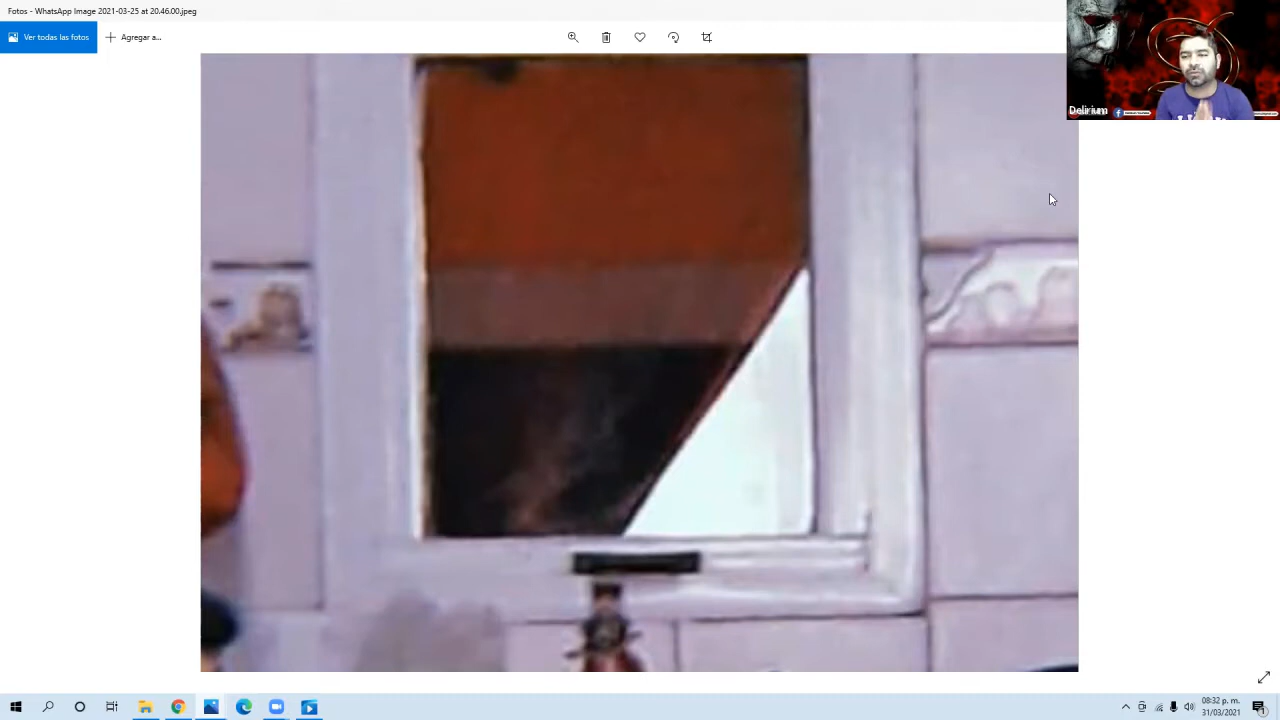 Fotos - WhatsApp Image 2021-03-25 at 20.46.00.jpeg
Ver todas las fotos
Agregar a...
Delirium
08:32 p. m.
31/03/2021